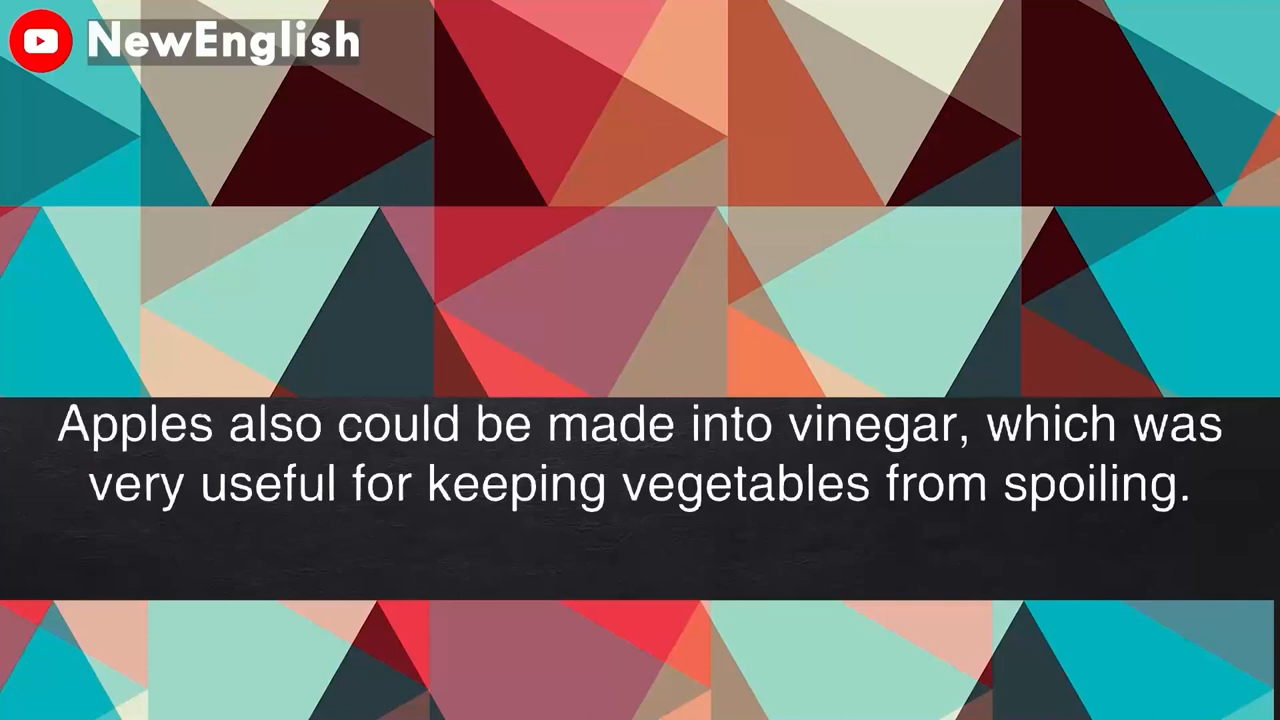 NewEnglish
Apples also could be made into vinegar, which was
very useful for keeping vegetables from spoiling.